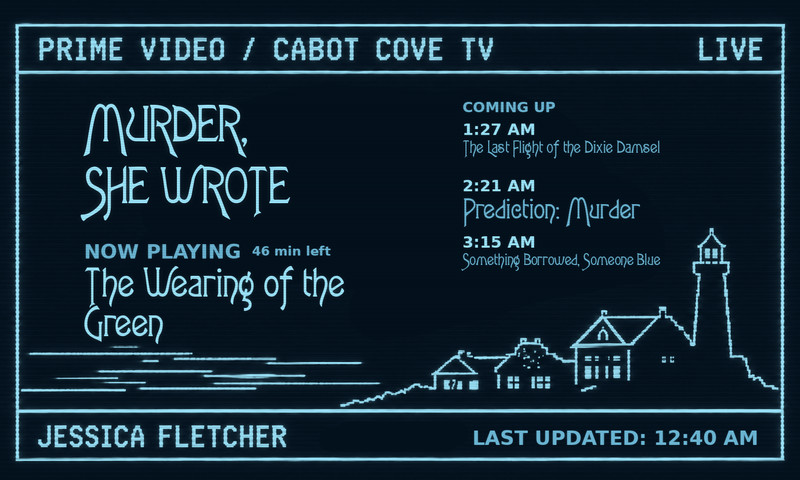 PRIME VIDEO / CABOT COVE TV
LIVE
MURDER,
SHE WROTE
NOW PLAYING 46 min left
The Wearing of the
Green
COMING UP
1:27 AM
The Last Flight of the Dixie Damsel
2:21 AM
Prediction: Murder
3:15 AM
Something Borrowed, Someone Blue
JESSICA FLETCHER
LAST UPDATED: 12:40 AM